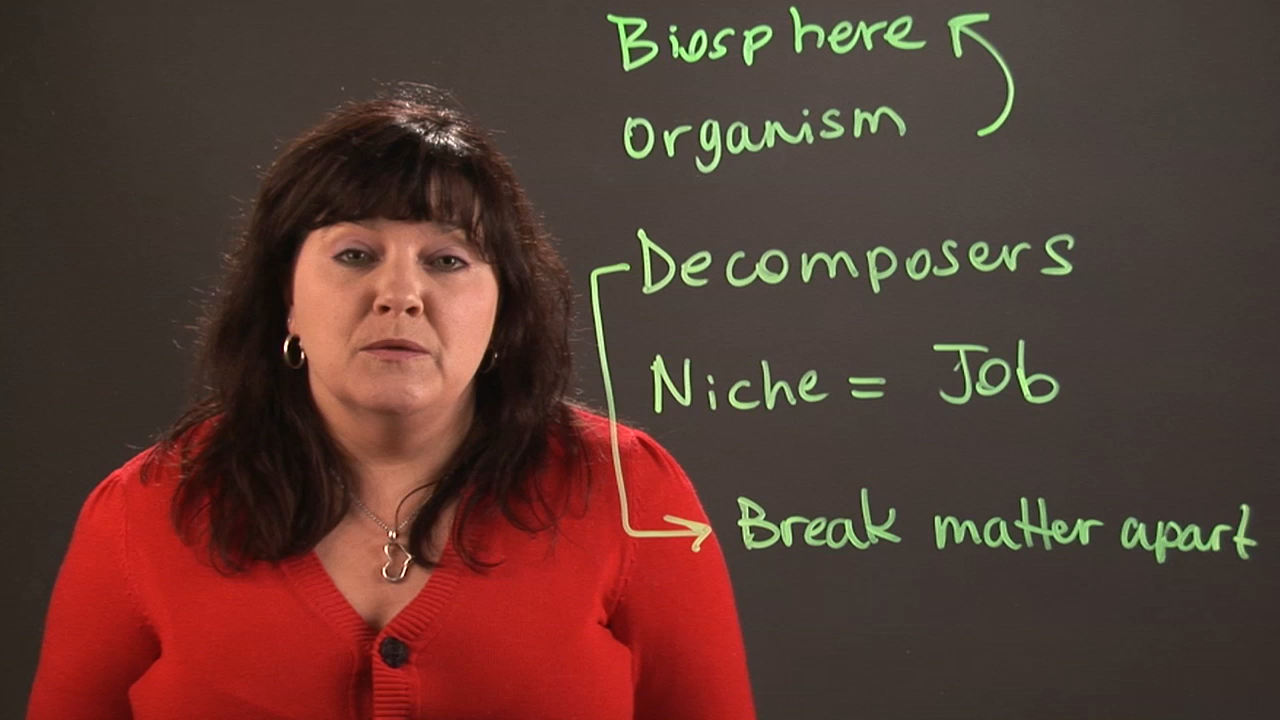 Biosphere
organism
Decomposers
Niche = Job
Break matter apart